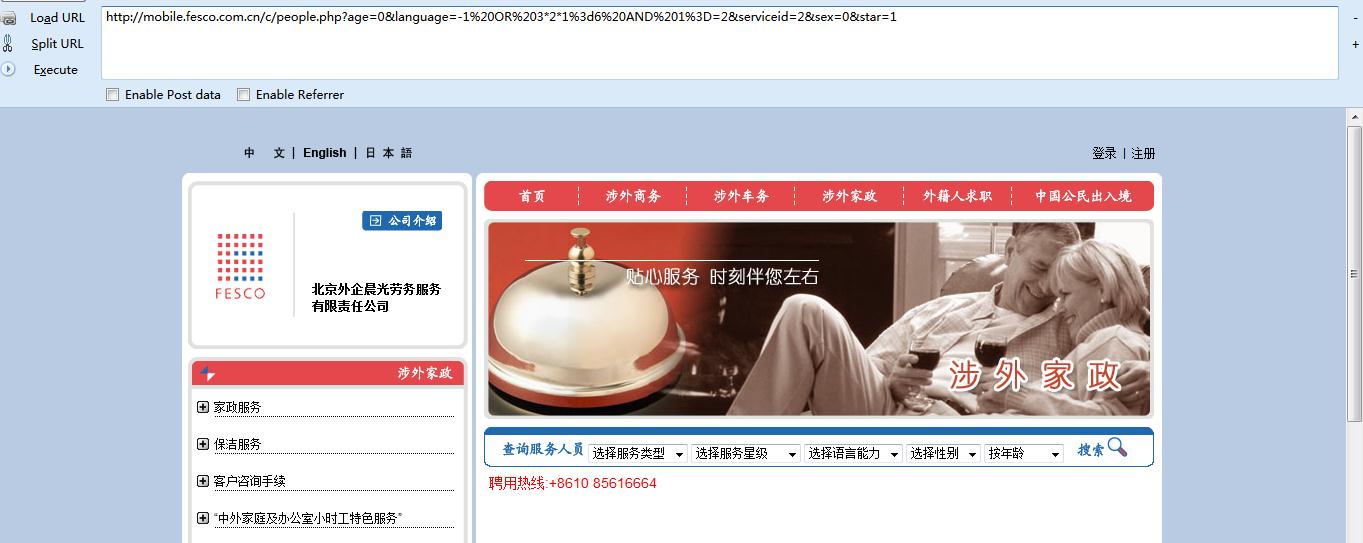 Load URL
http://mobile.fesco.com.cn/c/people.php?age=0&language=-1%20OR%203*2*1%3d6%20AND%201%3D=2&serviceid=2&sex=0&star=1
-
Split URL
+
Execute
Enable Post data Enable Referrer
中 文 | English | 日 本 語
登录 | 注册
首页 涉外商务 涉外车务 涉外家政 外籍人求职 中国公民出入境
公司介绍
FESCO
北京外企晨光劳务服务
有限责任公司
贴心服务 时刻伴您左右
涉外家政
涉外家政
家政服务
保洁服务
客户咨询手续
“中外家庭及办公室小时工特色服务”
查询服务人员 选择服务类型 选择服务星级 选择语言能力 选择性别 按年龄 搜索
聘用热线:+8610 85616664